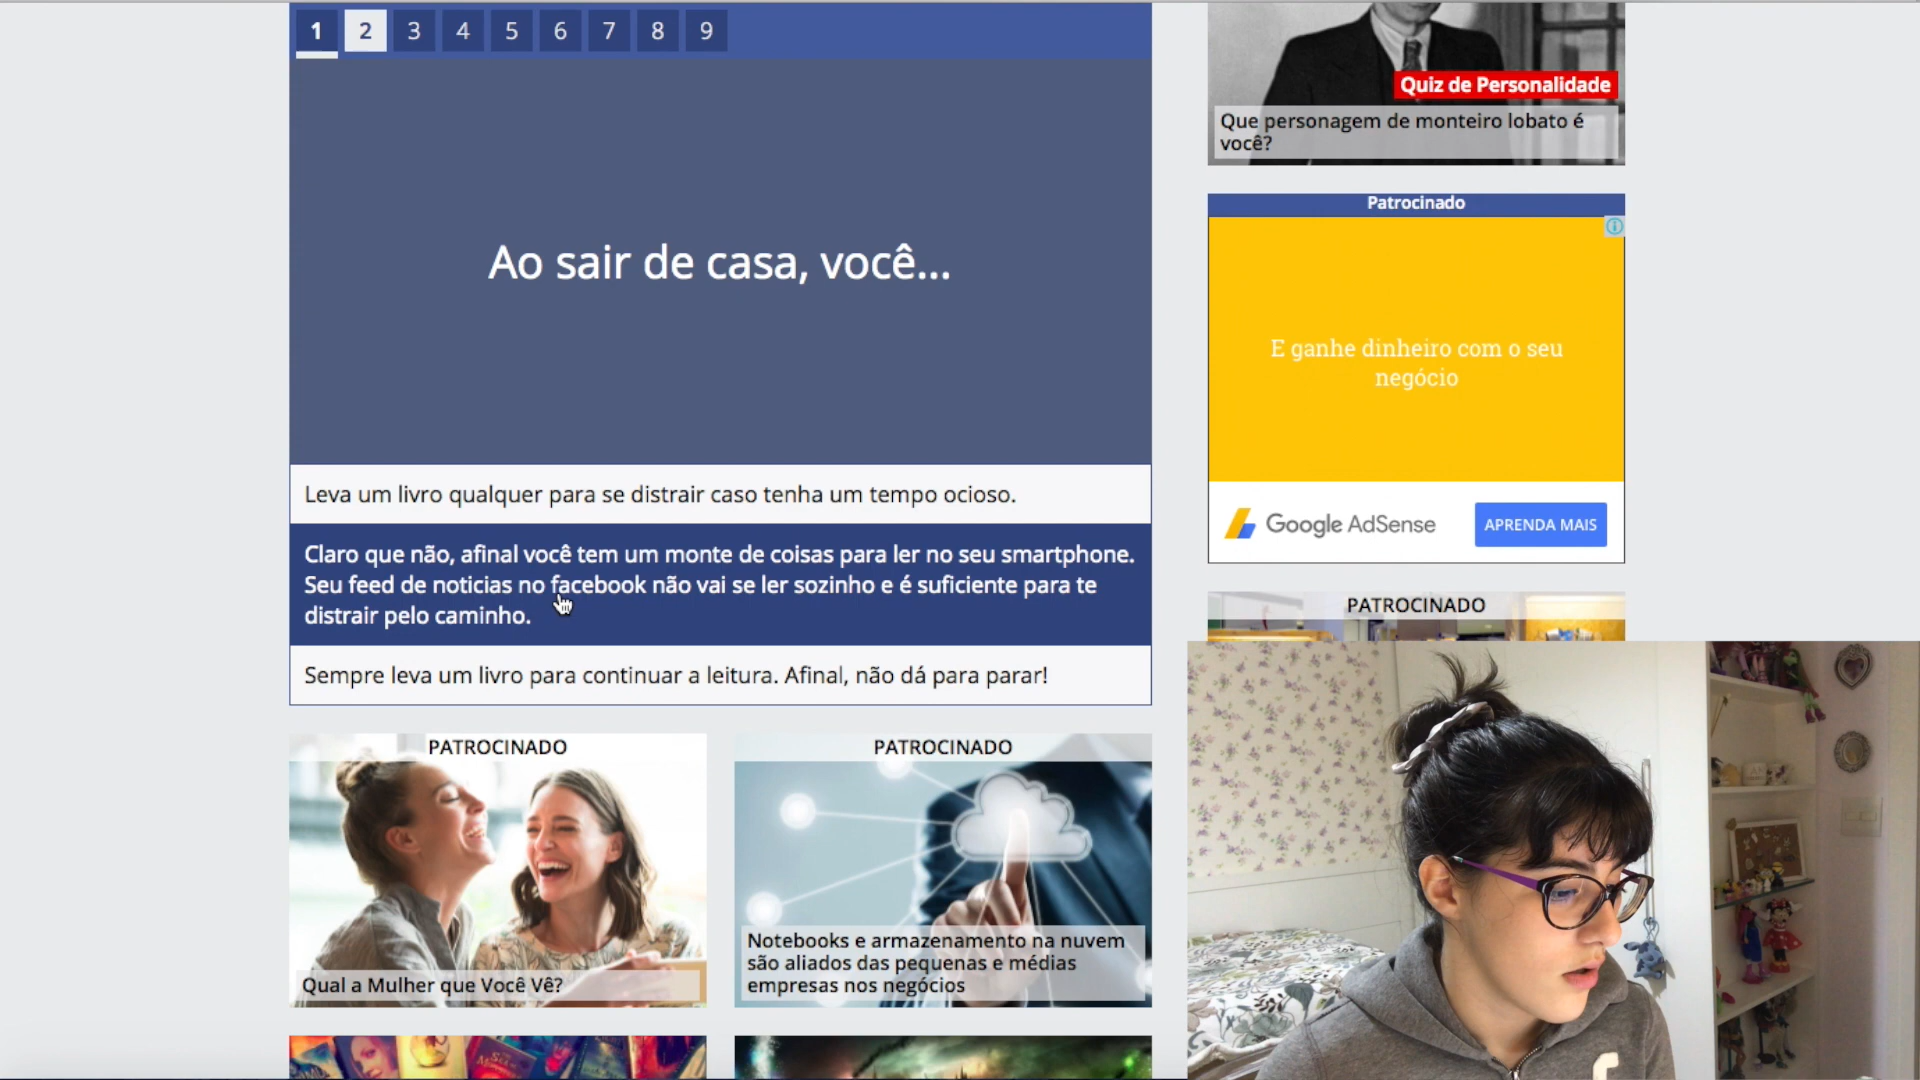 1 2 3 4 5 6 7 8 9
Ao sair de casa, você...
Leva um livro qualquer para se distrair caso tenha um tempo ocioso.
Claro que não, afinal você tem um monte de coisas para ler no seu smartphone.
Seu feed de noticias no facebook não vai se ler sozinho e é suficiente para te
distrair pelo caminho.
Sempre leva um livro para continuar a leitura. Afinal, não dá para parar!
PATROCINADO
Qual a Mulher que Você Vê?
PATROCINADO
Notebooks e armazenamento na nuvem
são aliados das pequenas e médias
empresas nos negócios
Quiz de Personalidade
Que personagem de monteiro lobato é
você?
Patrocinado
E ganhe dinheiro com o seu
negócio
Google AdSense
APRENDA MAIS
PATROCINADO